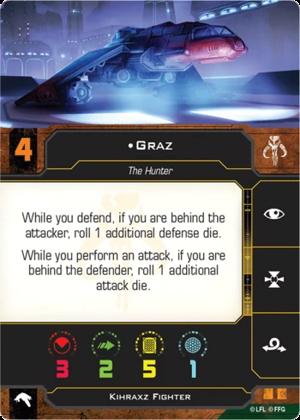 4
•Graz
The Hunter
While you defend, if you are behind the
attacker, roll 1 additional defense die.
While you perform an attack, if you are
behind the defender, roll 1 additional
attack die.
3 2 5 1
Kihraxz Fighter
©LFL ©FFG